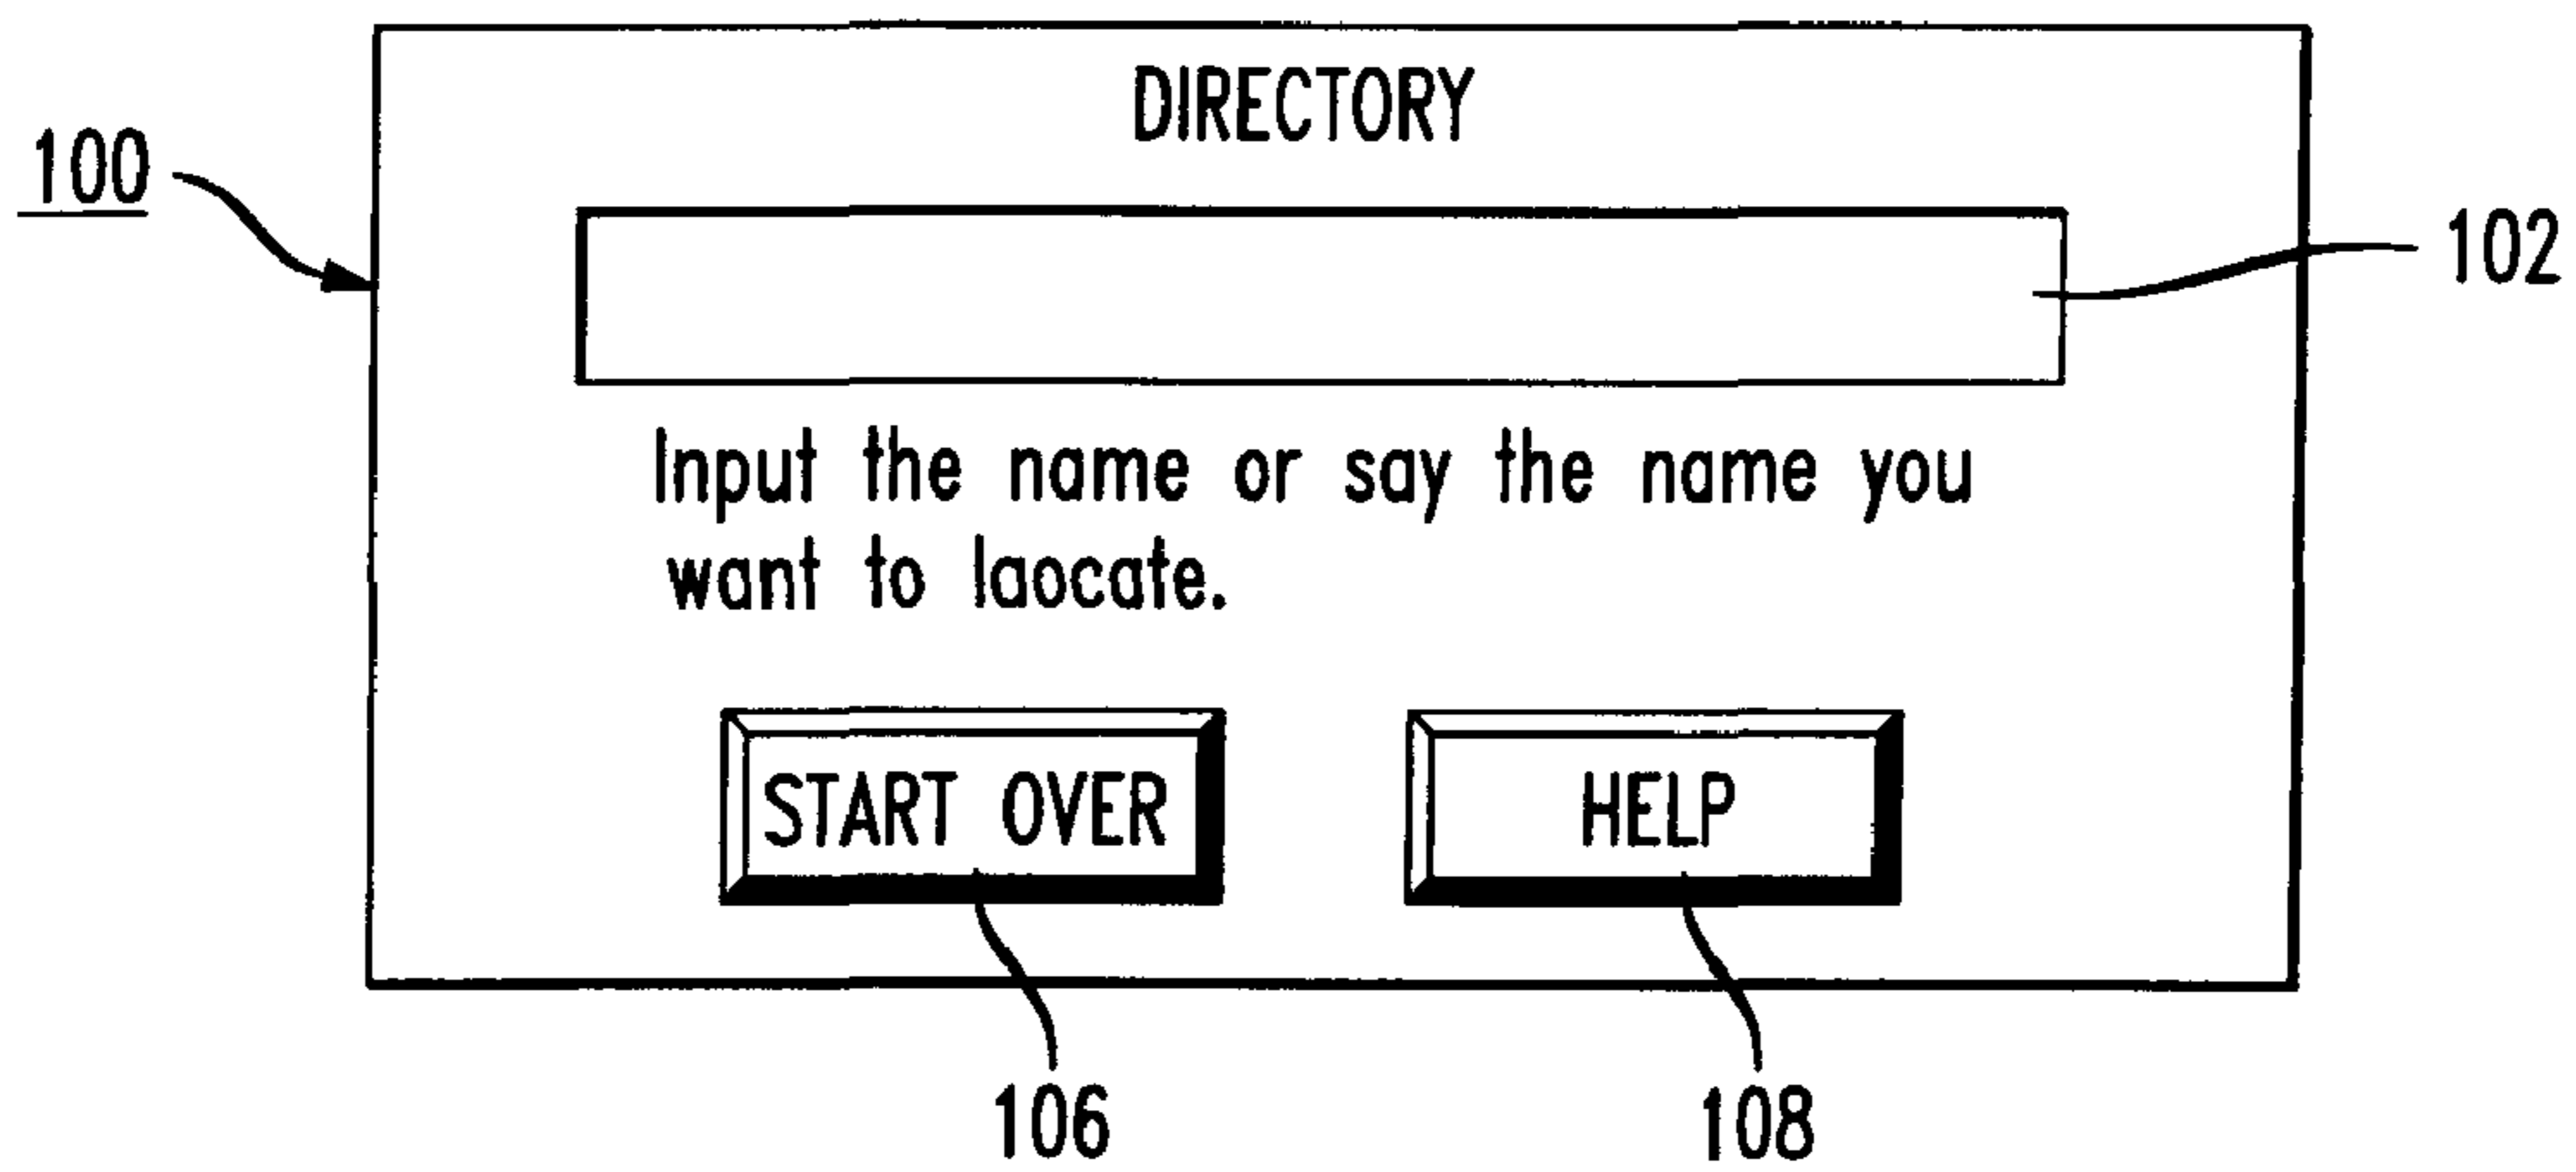 DIRECTORY
100
102
Input the name or say the name you
want to laocate.
START OVER
HELP
106
108